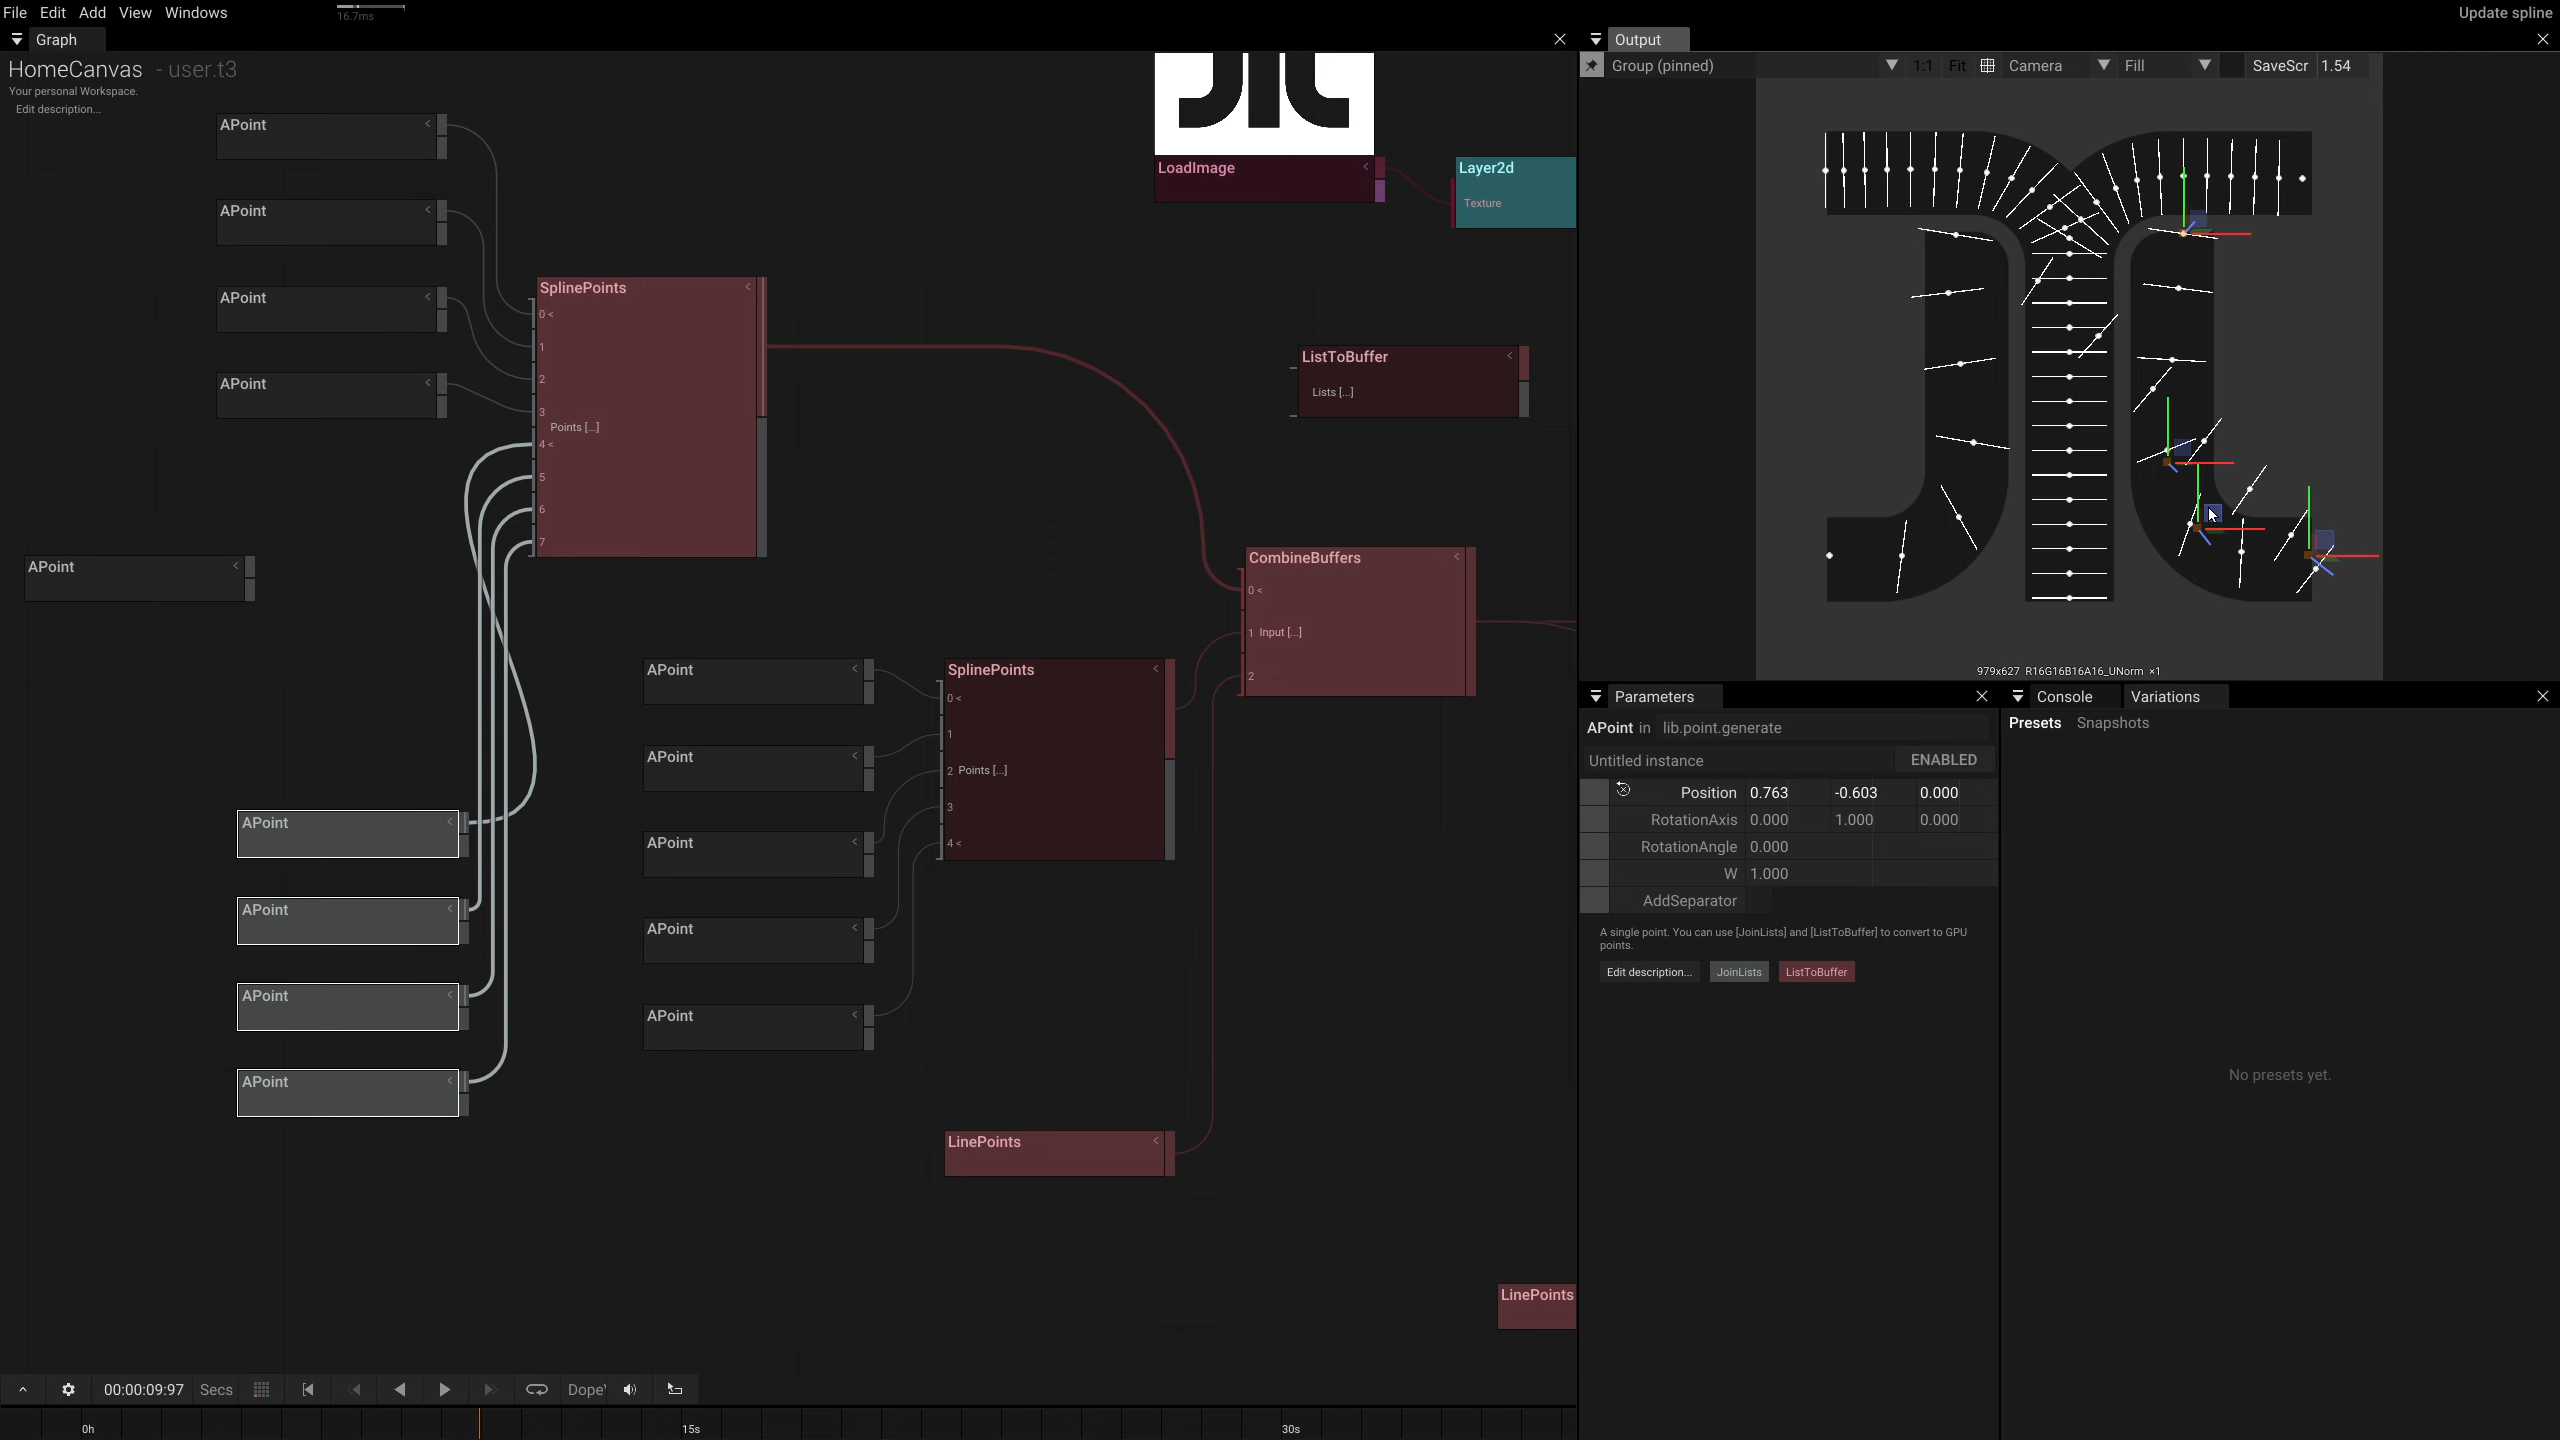 File Edit Add View Windows
16.7ms
Update spline
Graph
Output
HomeCanvas - user.t3
Your personal Workspace.
Edit description...
Group (pinned) 1:1 Fit Camera Fill SaveScr 1.54
APoint
APoint
APoint
APoint
APoint
SplinePoints
0 <
1
2
3
Points [...]
4 <
5
6
7
LoadImage
Layer2d
Texture
ListToBuffer
Lists [...]
CombineBuffers
0 <
1 Input [...]
2
APoint
APoint
APoint
APoint
APoint
SplinePoints
0 <
1
2 Points [...]
3
4 <
APoint
APoint
APoint
APoint
LinePoints
LinePoints
979x627 R16G16B16A16_UNorm ×1
Parameters
Console Variations
APoint in lib.point.generate
Presets Snapshots
Untitled instance ENABLED
Position 0.763 -0.603 0.000
RotationAxis 0.000 1.000 0.000
RotationAngle 0.000
W 1.000
AddSeparator
A single point. You can use [JoinLists] and [ListToBuffer] to convert to GPU
points.
Edit description... JoinLists ListToBuffer
No presets yet.
00:00:09:97 Secs Dope
0h 15s 30s